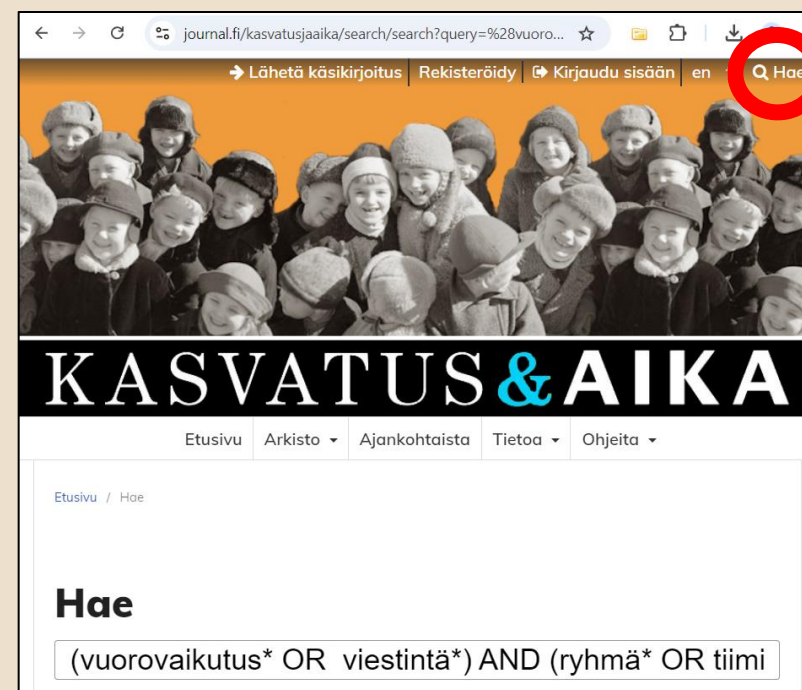 journal.fi/kasvatusjaaika/search/search?query=%28vuoro...
Lähetä käsikirjoitus Rekisteröidy Kirjaudu sisään en Hae
KASVATUS&AIKA
Etusivu Arkisto Ajankohtaista Tietoa Ohjeita
Etusivu / Hae
Hae
(vuorovaikutus* OR viestintä*) AND (ryhmä* OR tiimi